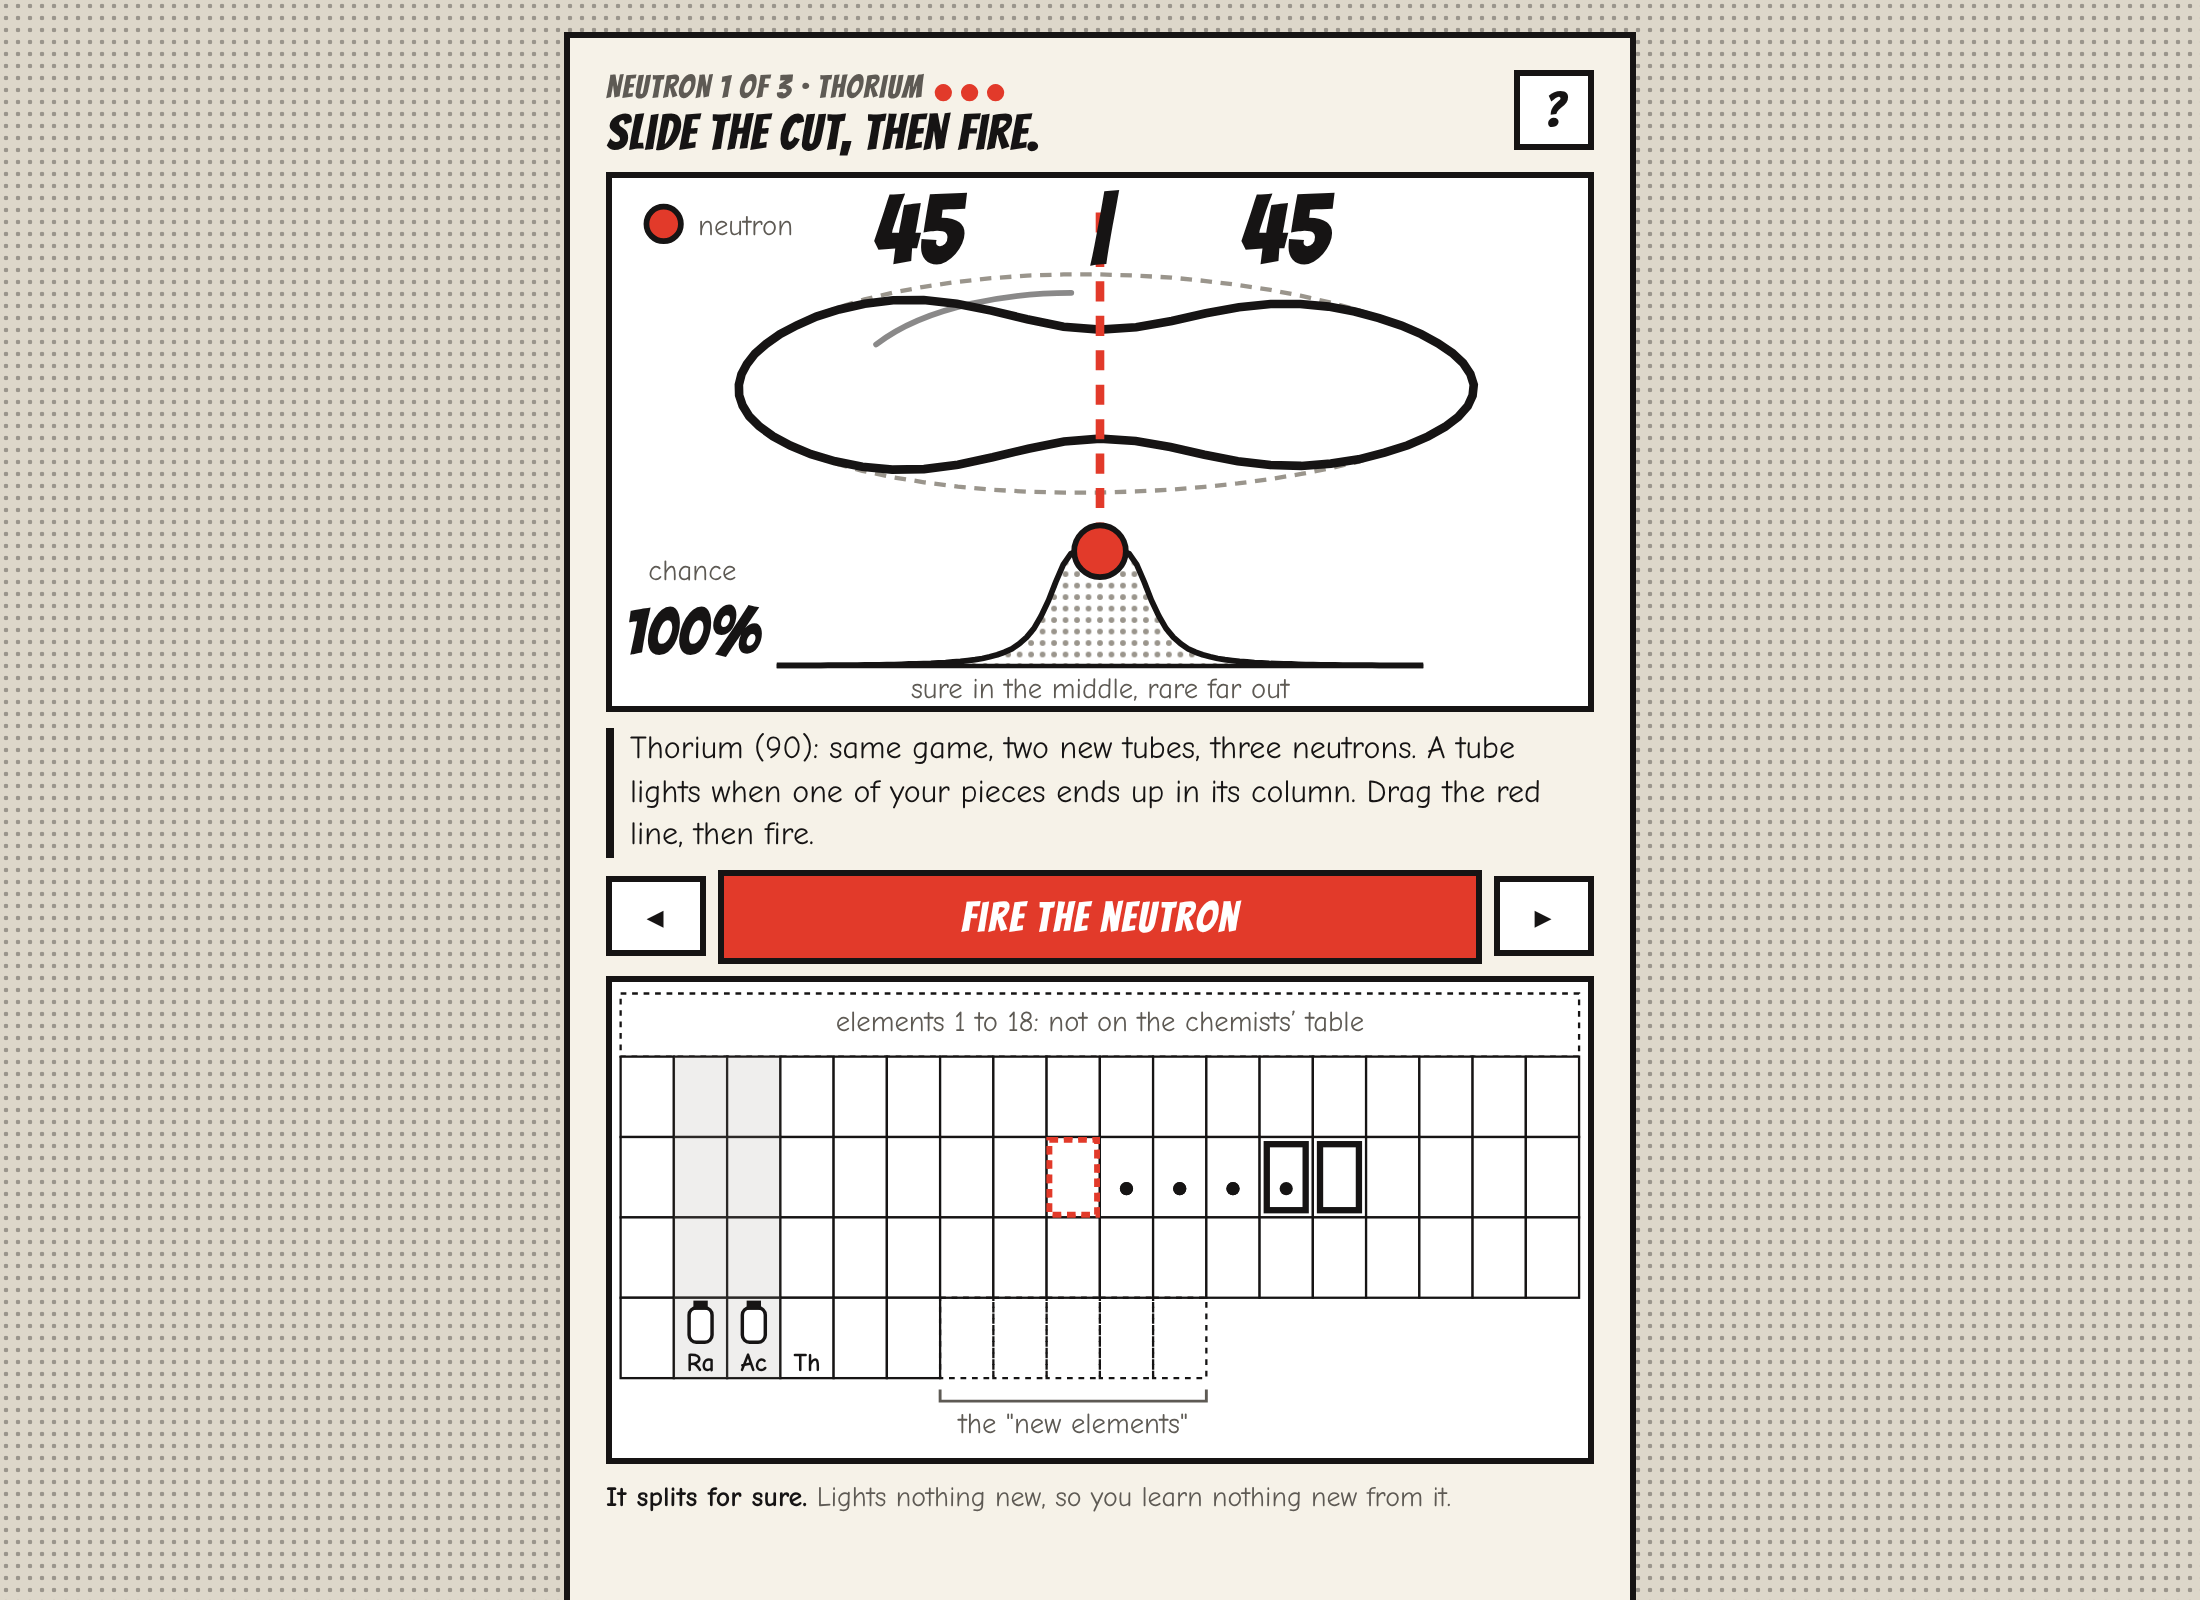 NEUTRON 1 OF 3 · THORIUM
SLIDE THE CUT, THEN FIRE.
?
neutron
45 / 45
chance
100%
sure in the middle, rare far out
Thorium (90): same game, two new tubes, three neutrons. A tube
lights when one of your pieces ends up in its column. Drag the red
line, then fire.
◄
FIRE THE NEUTRON
►
elements 1 to 18: not on the chemists’ table
Ra Ac Th
the "new elements"
It splits for sure. Lights nothing new, so you learn nothing new from it.